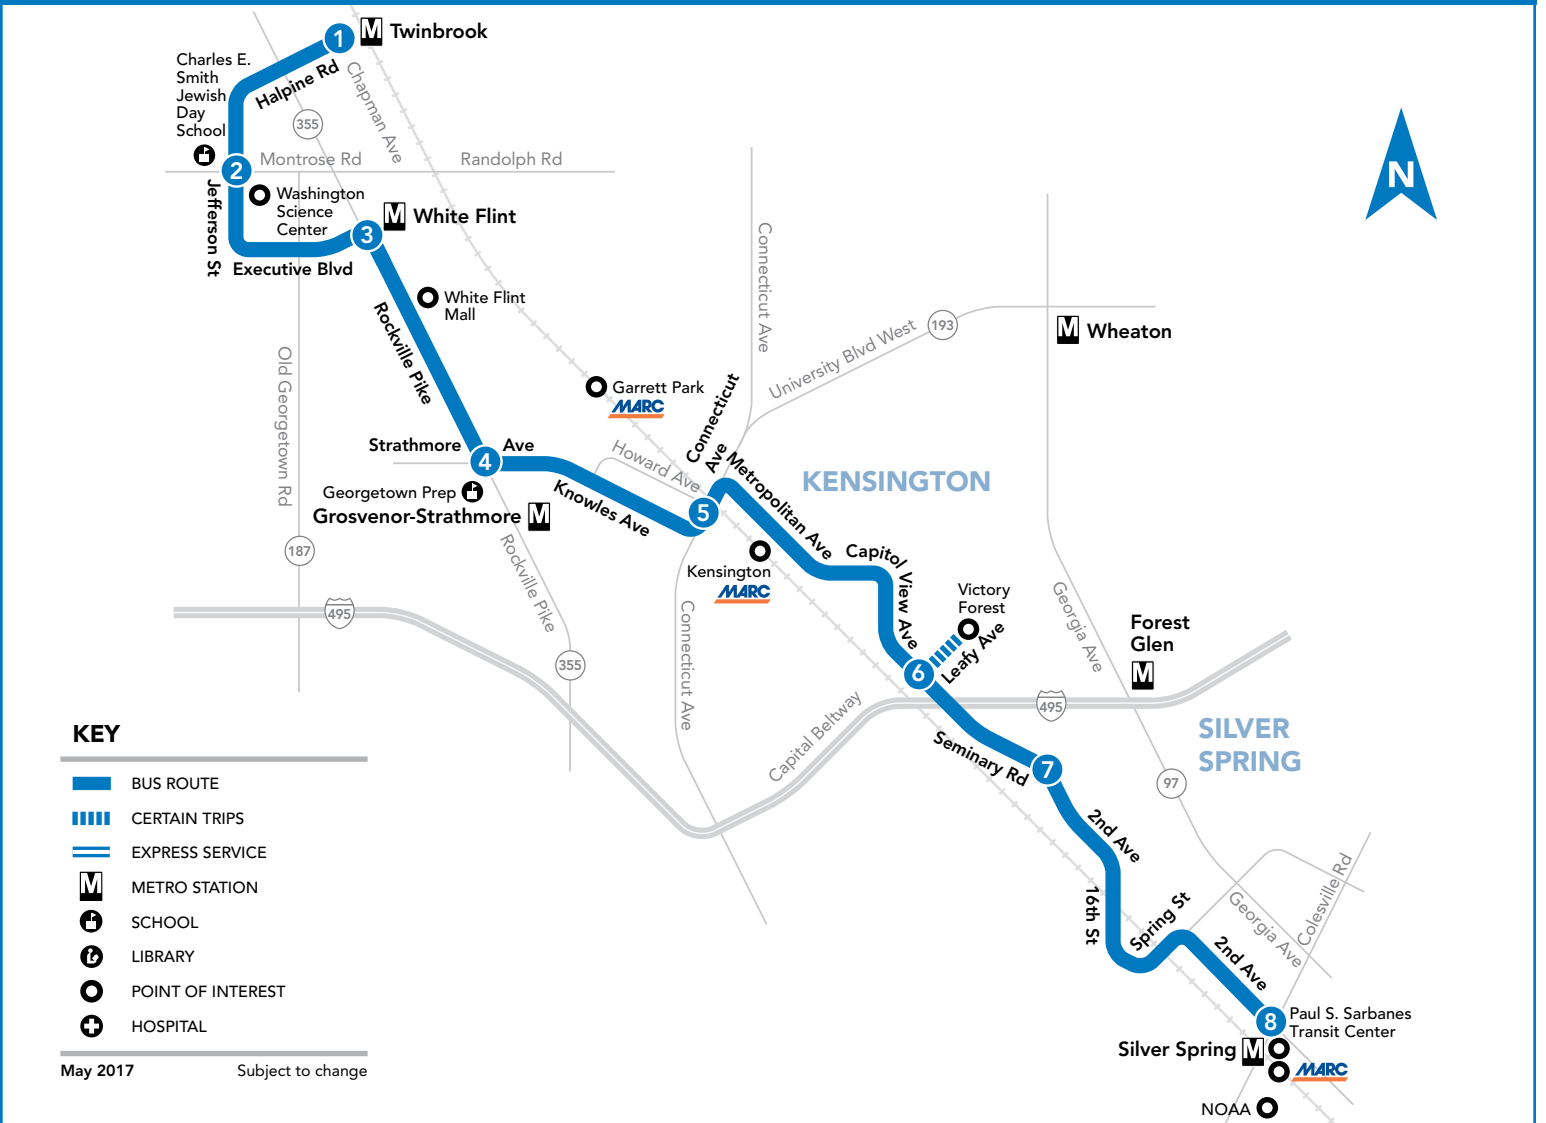 1
M Twinbrook
Charles E.
Smith
Jewish
Day
School
Halpine Rd
Chapman Ave
355
2
Montrose Rd
Randolph Rd
Washington
Science
Center
Jefferson St
Executive Blvd
3
M White Flint
White Flint
Mall
Rockville Pike
Old Georgetown Rd
Connecticut Ave
University Blvd West
193
M Wheaton
N
Garrett Park
MARC
Strathmore
4
Ave
Howard Ave
Connecticut
Ave
Georgetown Prep
Grosvenor-Strathmore M
Knowles Ave
5
Metropolitan Ave
KENSINGTON
187
Rockville Pike
Kensington
MARC
Capitol
View Ave
Victory
Forest
Leafy Ave
6
495
355
Connecticut Ave
Capital Beltway
Georgia Ave
Forest
Glen
M
495
SILVER
SPRING
Seminary Rd
7
97
2nd Ave
16th St
Spring St
2nd Ave
Georgia Ave
Colesville Rd
8
Paul S. Sarbanes
Transit Center
Silver Spring M
MARC
NOAA
KEY
BUS ROUTE
CERTAIN TRIPS
EXPRESS SERVICE
M METRO STATION
SCHOOL
LIBRARY
POINT OF INTEREST
HOSPITAL
May 2017
Subject to change